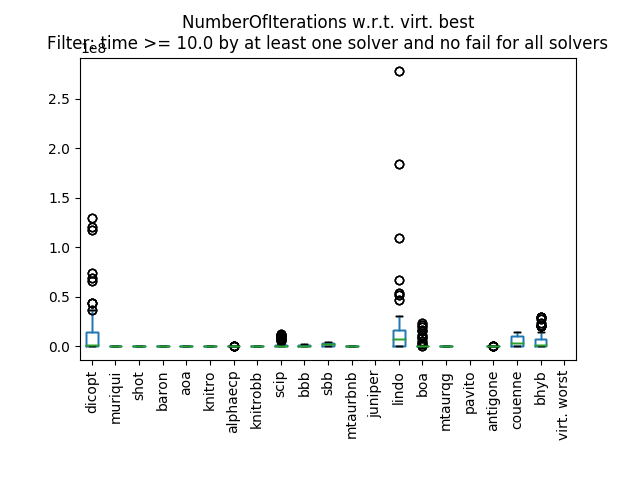 NumberOfIterations w.r.t. virt. best
Filter: time >= 10.0 by at least one solver and no fail for all solvers
1e8
2.5
2.0
1.5
1.0
0.5
0.0
dicopt
muriqui
shot
baron
aoa
knitro
alphaecp
knitrobb
scip
bbb
sbb
mtaurbnb
juniper
lindo
boa
mtaurqg
pavito
antigone
couenne
bhyb
virt. worst